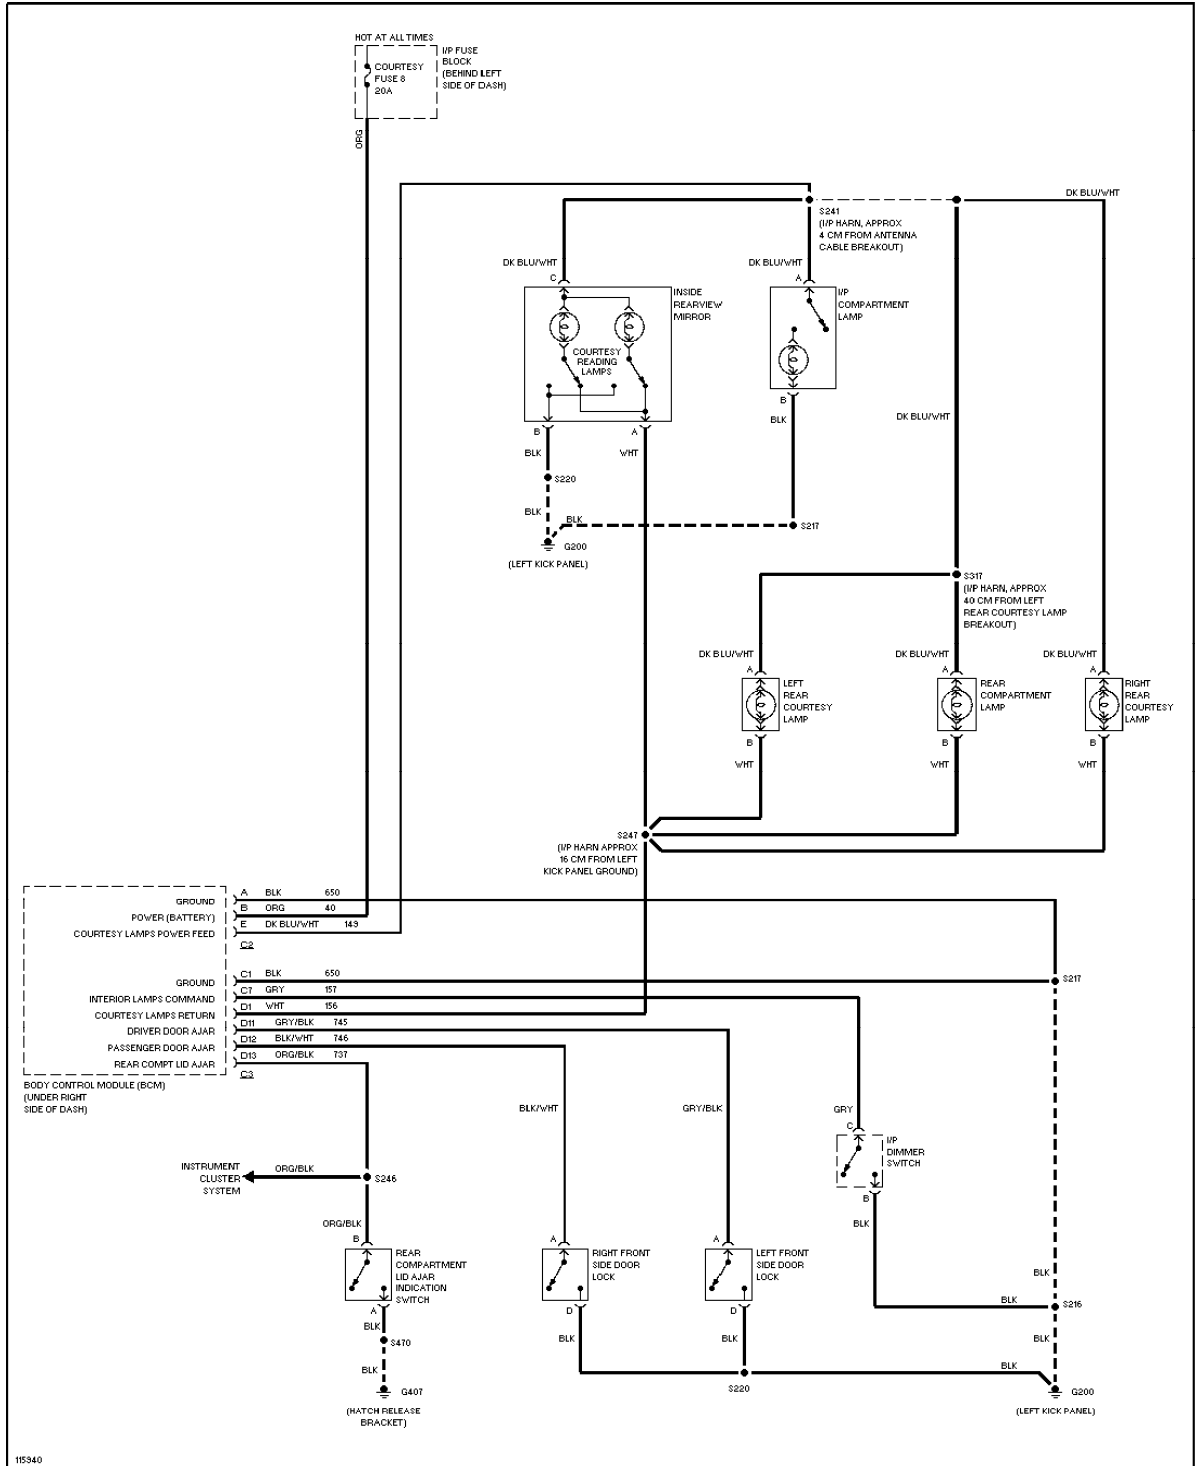 HOT AT ALL TIMES
COURTESY
FUSE 8
20A
I/P FUSE
BLOCK
(BEHIND LEFT
SIDE OF DASH)
ORG
DK BLU/WHT
S241
(I/P HARN, APPROX
4 CM FROM ANTENNA
CABLE BREAKOUT)
DK BLU/WHT
C
DK BLU/WHT
A
INSIDE
REARVIEW
MIRROR
COURTESY
READING
LAMPS
I/P
COMPARTMENT
LAMP
B
BLK
DK BLU/WHT
B
A
BLK
WHT
S220
BLK
BLK
S217
G200
(LEFT KICK PANEL)
S317
(I/P HARN, APPROX
40 CM FROM LEFT
REAR COURTESY LAMP
BREAKOUT)
DK BLU/WHT
DK BLU/WHT
DK BLU/WHT
A
A
A
LEFT
REAR
COURTESY
LAMP
REAR
COMPARTMENT
LAMP
RIGHT
REAR
COURTESY
LAMP
B
B
B
WHT
WHT
WHT
S247
(I/P HARN APPROX
16 CM FROM LEFT
KICK PANEL GROUND)
GROUND A BLK 650
POWER (BATTERY) B ORG 40
COURTESY LAMPS POWER FEED E DK BLU/WHT 149
C2
GROUND C1 BLK 650
INTERIOR LAMPS COMMAND C7 GRY 157
COURTESY LAMPS RETURN D1 WHT 156
DRIVER DOOR AJAR D11 GRY/BLK 745
PASSENGER DOOR AJAR D12 BLK/WHT 746
REAR COMPT LID AJAR D13 ORG/BLK 737
C3
BODY CONTROL MODULE (BCM)
(UNDER RIGHT
SIDE OF DASH)
S217
BLK/WHT
GRY/BLK
GRY
C
I/P
DIMMER
SWITCH
B
BLK
INSTRUMENT
CLUSTER
SYSTEM
ORG/BLK
S246
ORG/BLK
B
REAR
COMPARTMENT
LID AJAR
INDICATION
SWITCH
A
BLK
S470
BLK
G407
(HATCH RELEASE
BRACKET)
A
RIGHT FRONT
SIDE DOOR
LOCK
D
BLK
A
LEFT FRONT
SIDE DOOR
LOCK
D
BLK
S220
BLK
BLK
S216
BLK
BLK
G200
(LEFT KICK PANEL)
115940